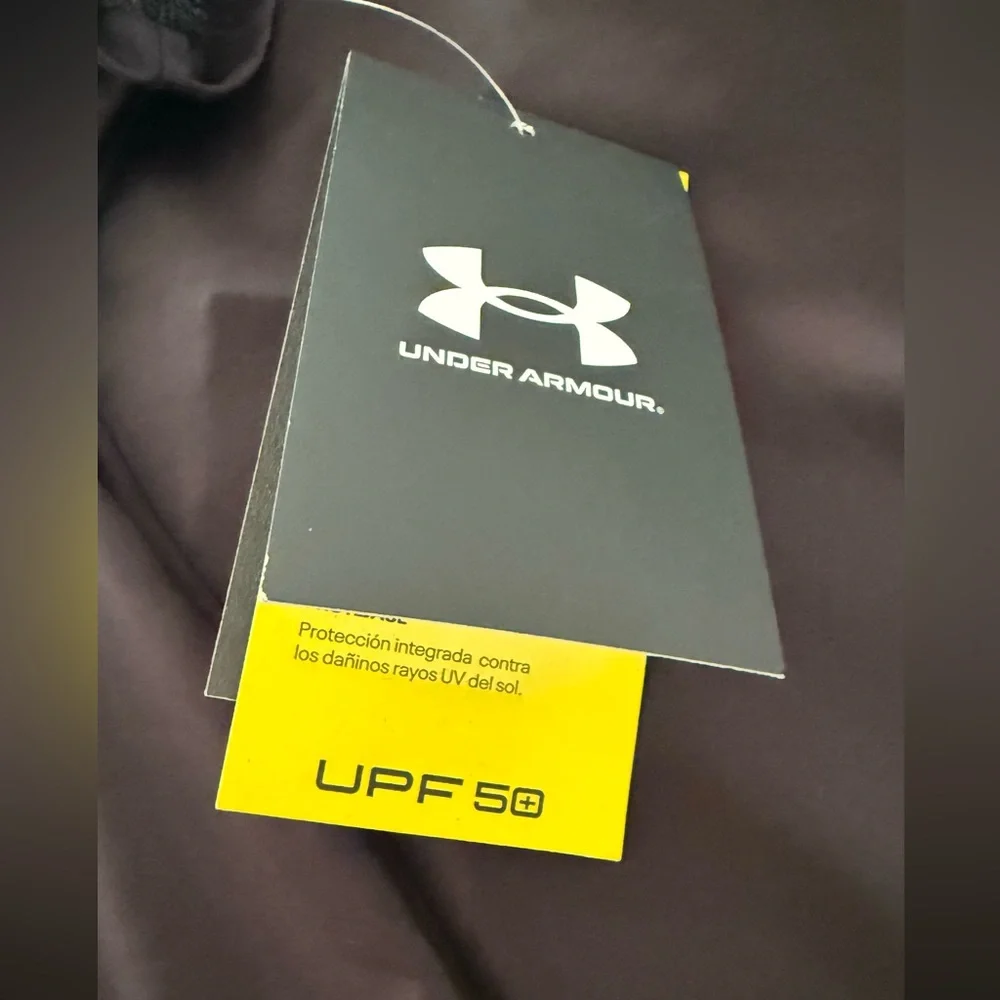 UNDER ARMOUR®
Protección integrada contra
los dañinos rayos UV del sol.
UPF 50+